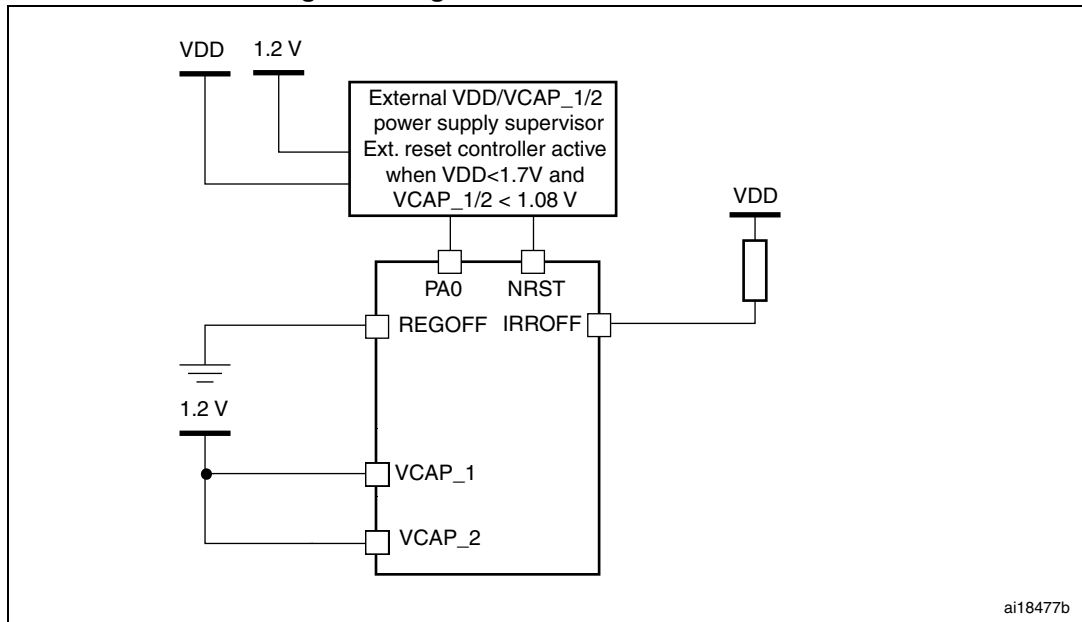 VDD
1.2 V
External VDD/VCAP_1/2
power supply supervisor
Ext. reset controller active
when VDD<1.7V and
VCAP_1/2 < 1.08 V
VDD
PA0
NRST
REGOFF
IRROFF
1.2 V
VCAP_1
VCAP_2
ai18477b